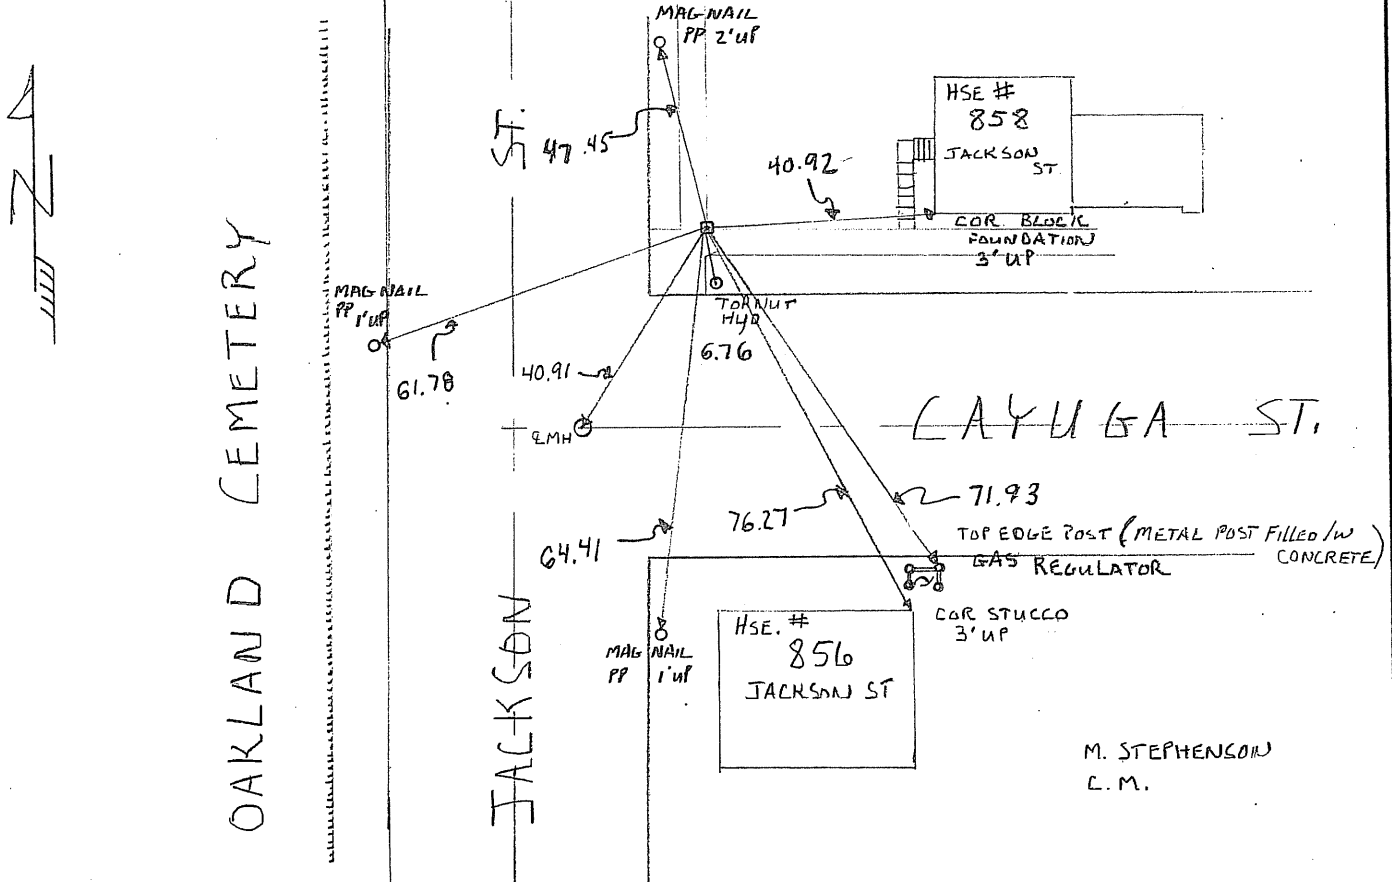 MAG NAIL
PP 2'UP
HSE #
858
JACKSON
ST
ST.
47.45
40.92
COR. BLOCK
FOUNDATION
3' UP
N
MAG NAIL
PP 1'UP
TOP NUT
HYD
6.76
61.78
40.91
OAKLAND CEMETERY
MH
CAYUGA ST.
71.93
76.27
64.41
TOP EDGE POST (METAL POST FILLED /W
CONCRETE)
GAS REGULATOR
COR STUCCO
3' UP
HSE. #
856
JACKSON ST
MAG NAIL
PP 1'UP
JACKSON
M. STEPHENSON
C.M.